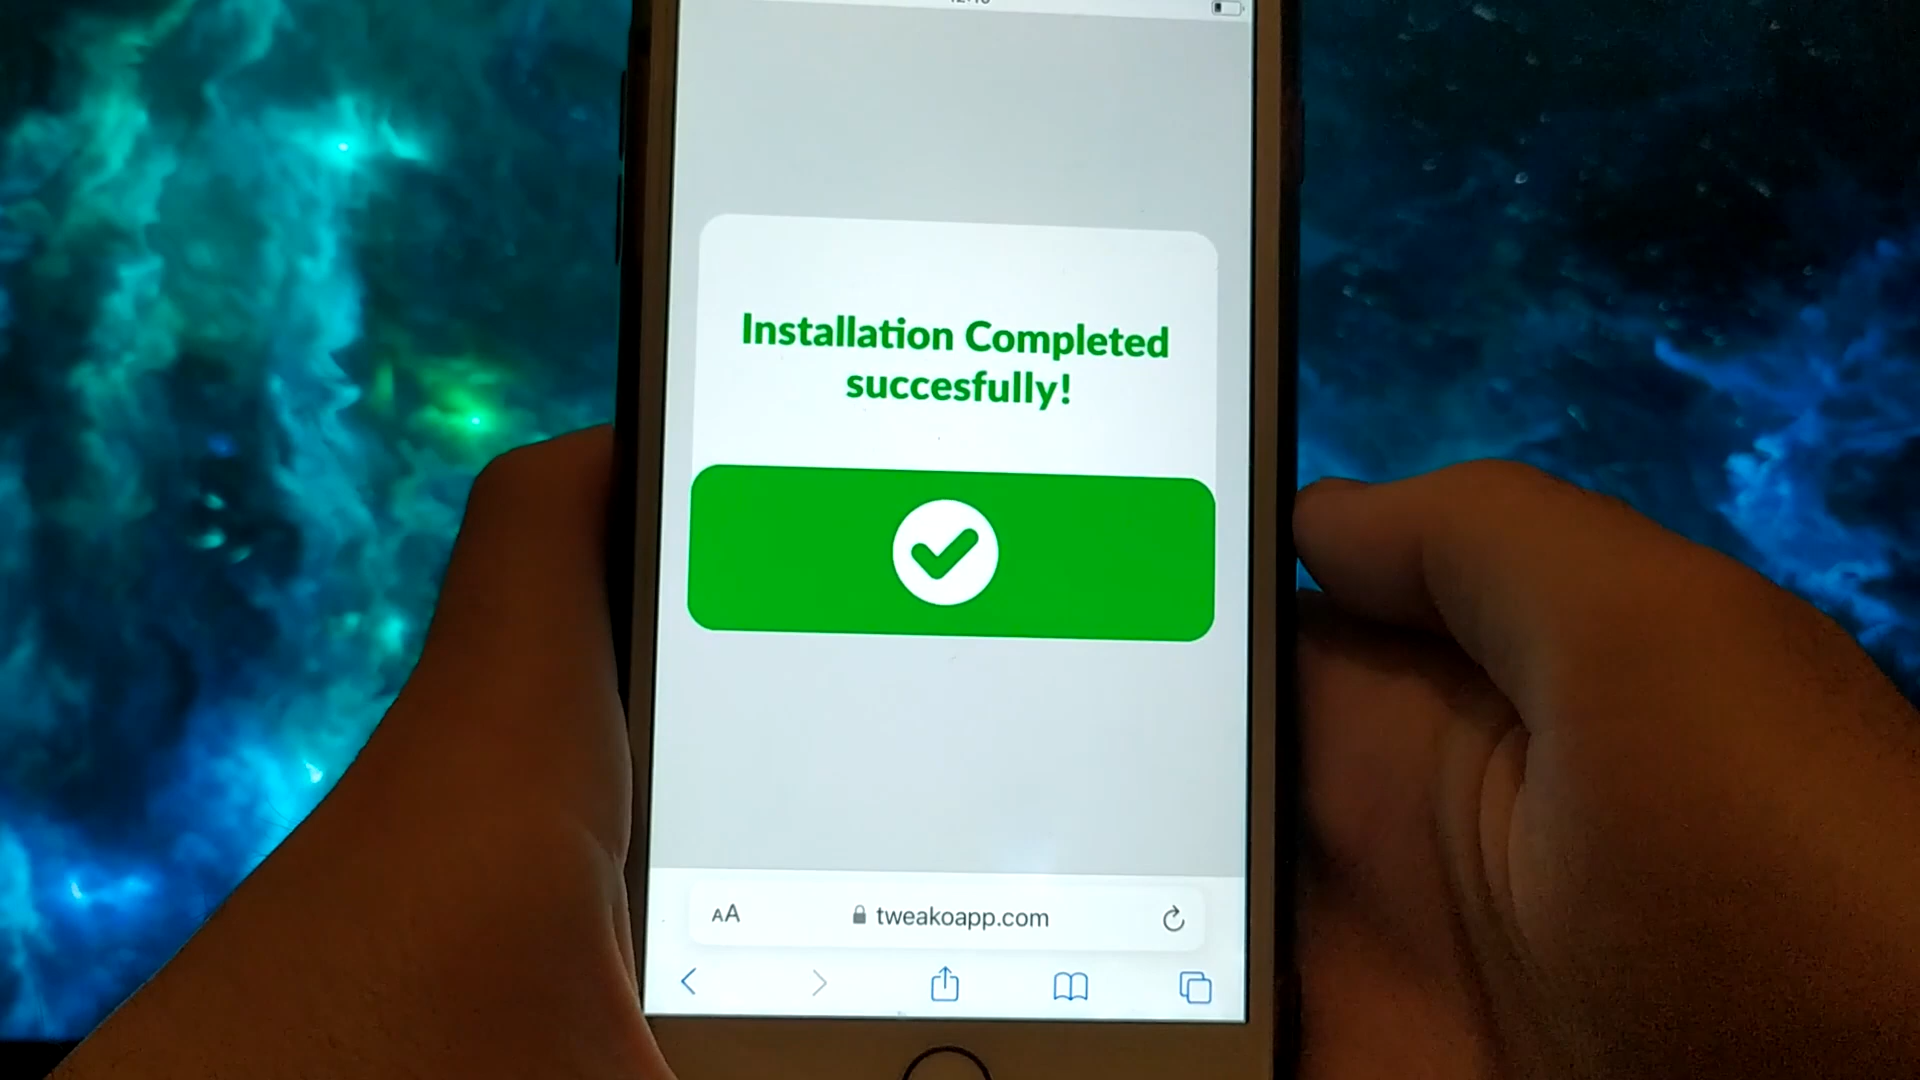 Installation Completed
succesfully!
AA
tweakoapp.com